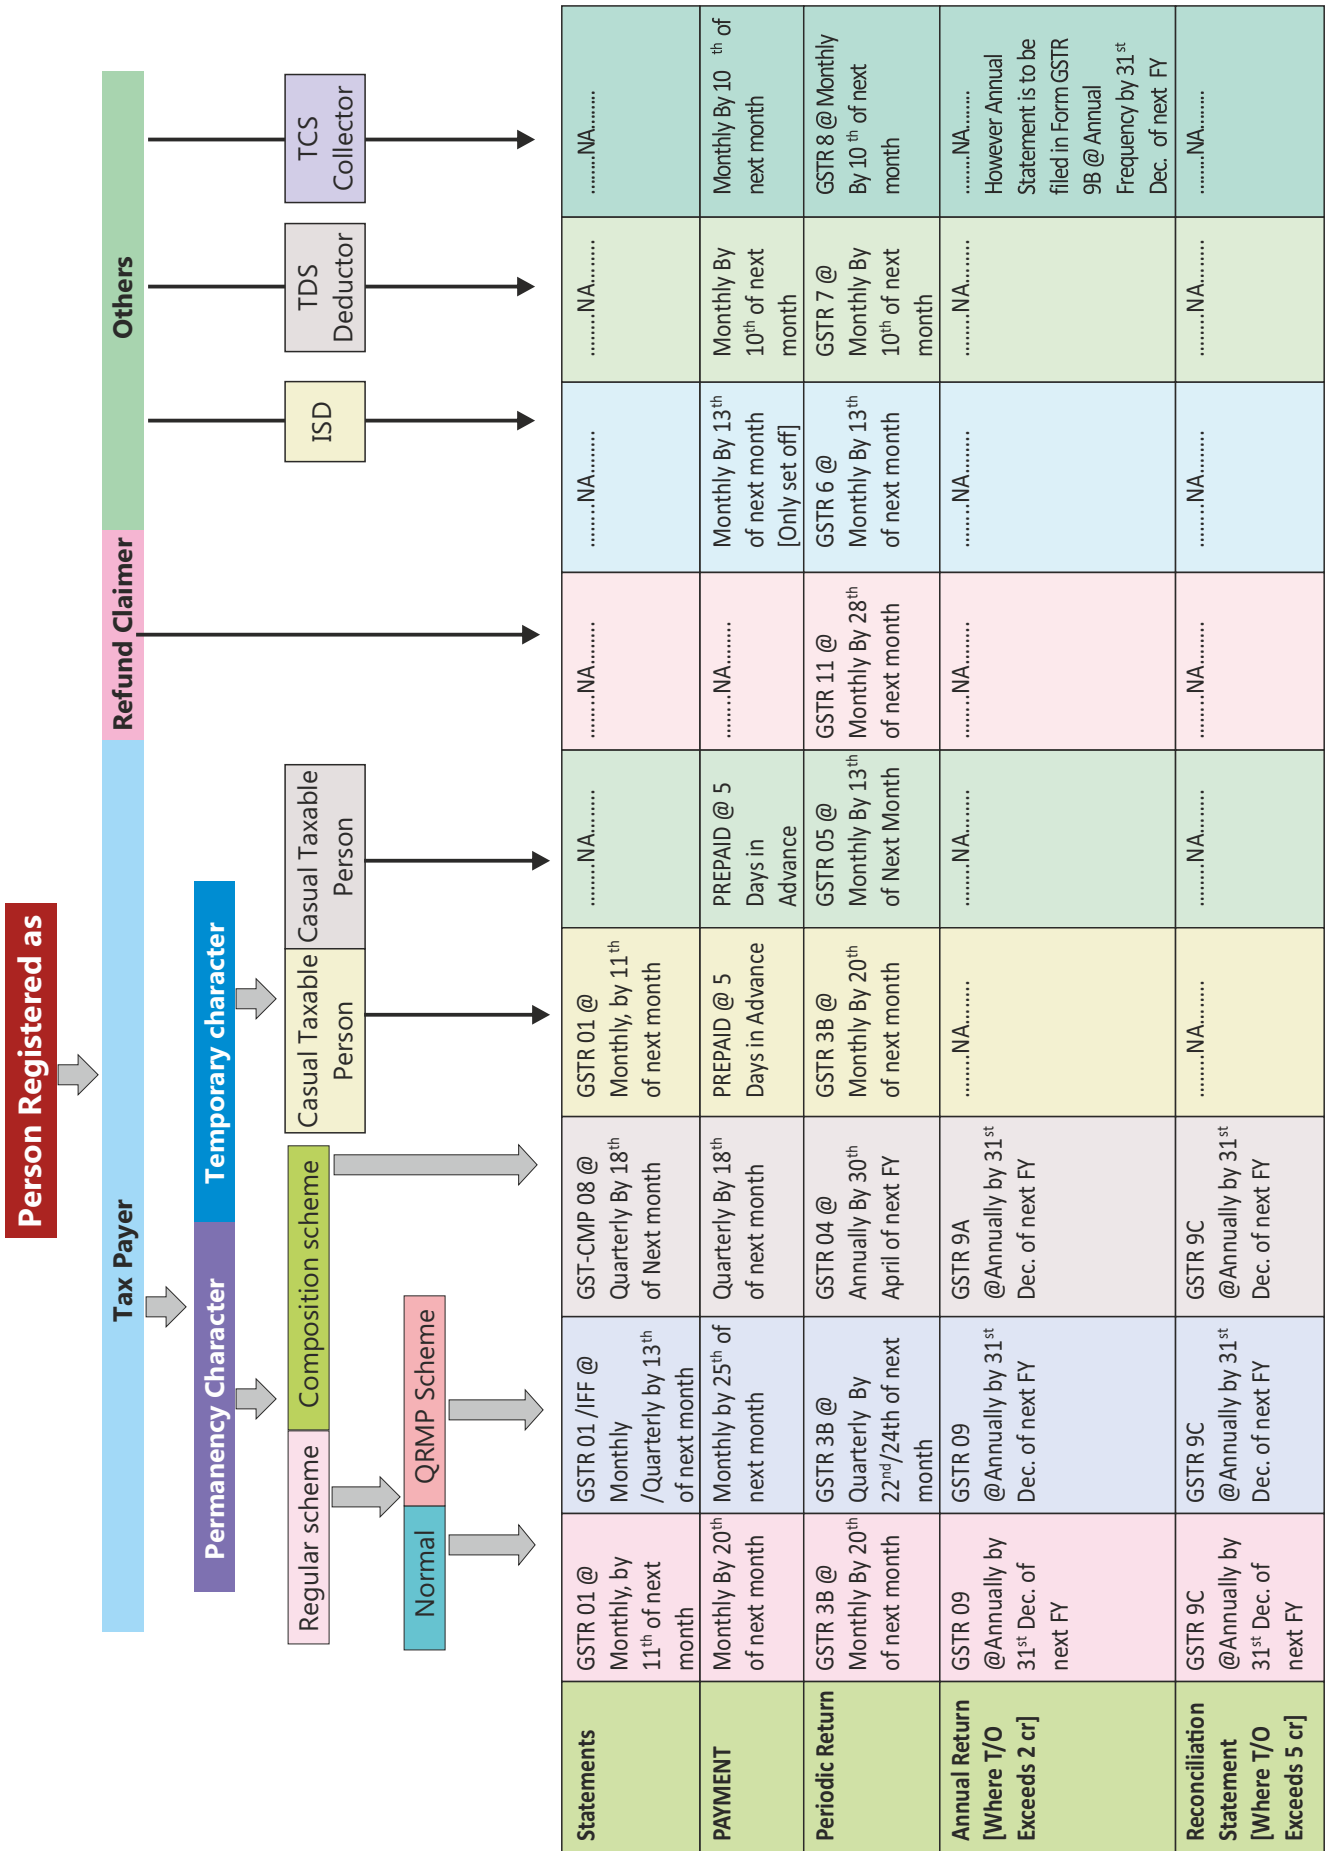 Person Registered as
Tax Payer
Refund Claimer
Others
Permanency Character
Temporary character
Regular scheme
Composition scheme
Casual Taxable
Person
Casual Taxable
Person
ISD
TDS
Deductor
TCS
Collector
Normal
QRMP Scheme
Statements
GSTR 01 @
Monthly, by
11th of next
month
GSTR 01 /IFF @
Monthly
/Quarterly by 13th
of next month
GST-CMP 08 @
Quarterly By 18th
of Next month
GSTR 01 @
Monthly, by 11th
of next month
........NA........
........NA........
........NA........
........NA........
........NA........
PAYMENT
Monthly By 20th
of next month
Monthly by 25th of
next month
Quarterly By 18th
of next month
PREPAID @ 5
Days in Advance
PREPAID @ 5
Days in
Advance
........NA........
Monthly By 13th
of next month
[Only set off]
Monthly By
10th of next
month
Monthly By 10 th of
next month
Periodic Return
GSTR 3B @
Monthly By 20th
of next month
GSTR 3B @
Quarterly By
22nd/24th of next
month
GSTR 04 @
Annually By 30th
April of next FY
GSTR 3B @
Monthly By 20th
of next month
GSTR 05 @
Monthly By 13th
of Next Month
GSTR 11 @
Monthly By 28th
of next month
GSTR 6 @
Monthly By 13th
of next month
GSTR 7 @
Monthly By
10th of next
month
GSTR 8 @ Monthly
By 10 th of next
month
Annual Return
[Where T/O
Exceeds 2 cr]
GSTR 09
@Annually by
31st Dec. of
next FY
GSTR 09
@Annually by 31st
Dec. of next FY
GSTR 9A
@Annually by 31st
Dec. of next FY
........NA........
........NA........
........NA........
........NA........
........NA........
........NA........
However Annual
Statement is to be
filed in Form GSTR
9B @ Annual
Frequency by 31st
Dec. of next FY
Reconciliation
Statement
[Where T/O
Exceeds 5 cr]
GSTR 9C
@Annually by
31st Dec. of
next FY
GSTR 9C
@Annually by 31st
Dec. of next FY
GSTR 9C
@Annually by 31st
Dec. of next FY
........NA........
........NA........
........NA........
........NA........
........NA........
........NA........